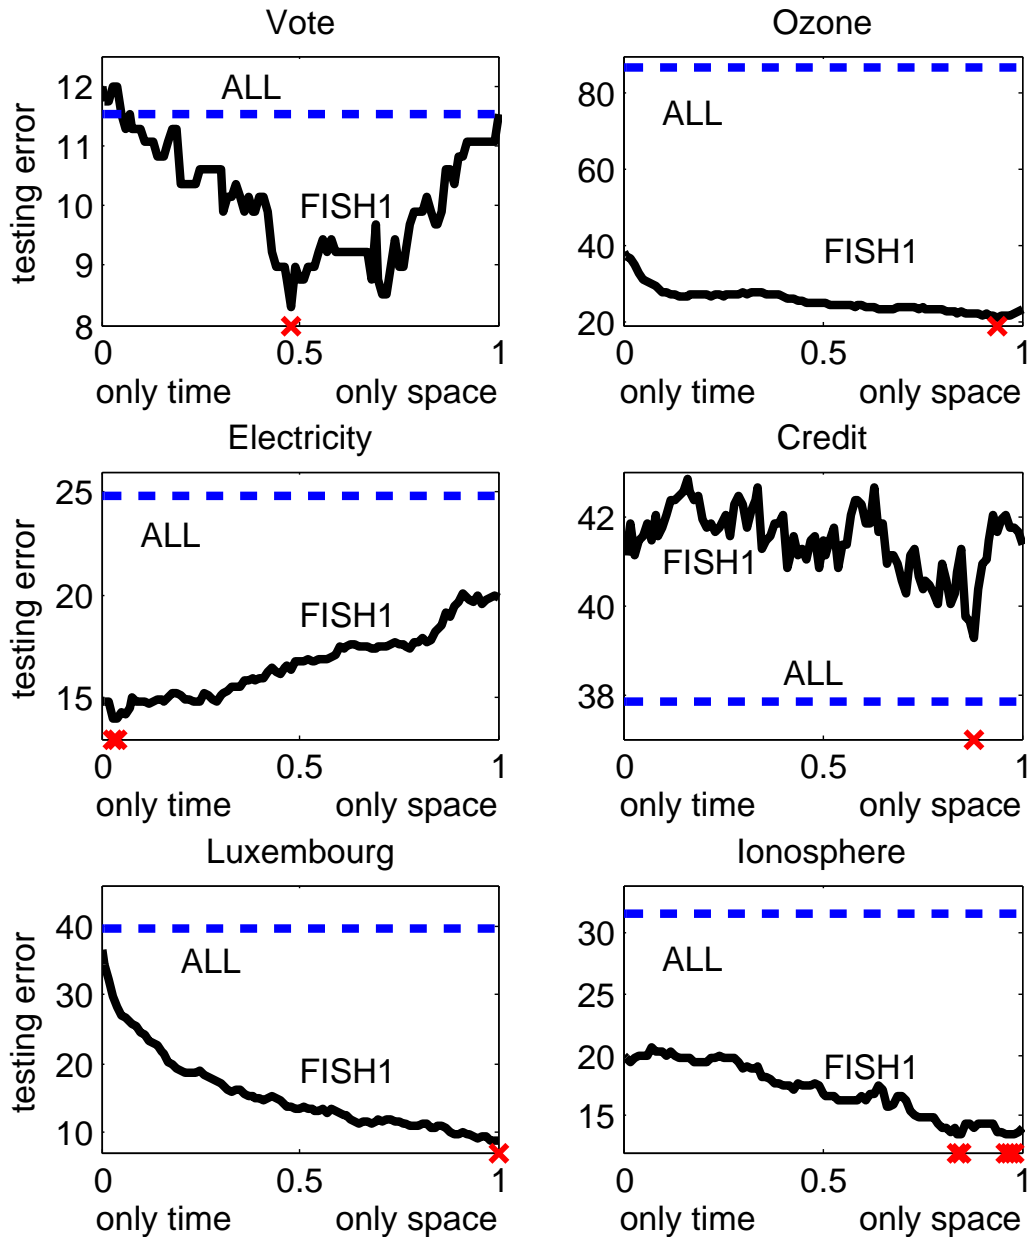 Vote
testing error
12
11
10
9
8
ALL
FISH1
0 0.5 1
only time only space
Ozone
80
60
40
20
ALL
FISH1
0 0.5 1
only time only space
Electricity
testing error
25
20
15
ALL
FISH1
0 0.5 1
only time only space
Credit
42
40
38
FISH1
ALL
0 0.5 1
only time only space
Luxembourg
testing error
40
30
20
10
ALL
FISH1
0 0.5 1
only time only space
Ionosphere
30
25
20
15
ALL
FISH1
0 0.5 1
only time only space